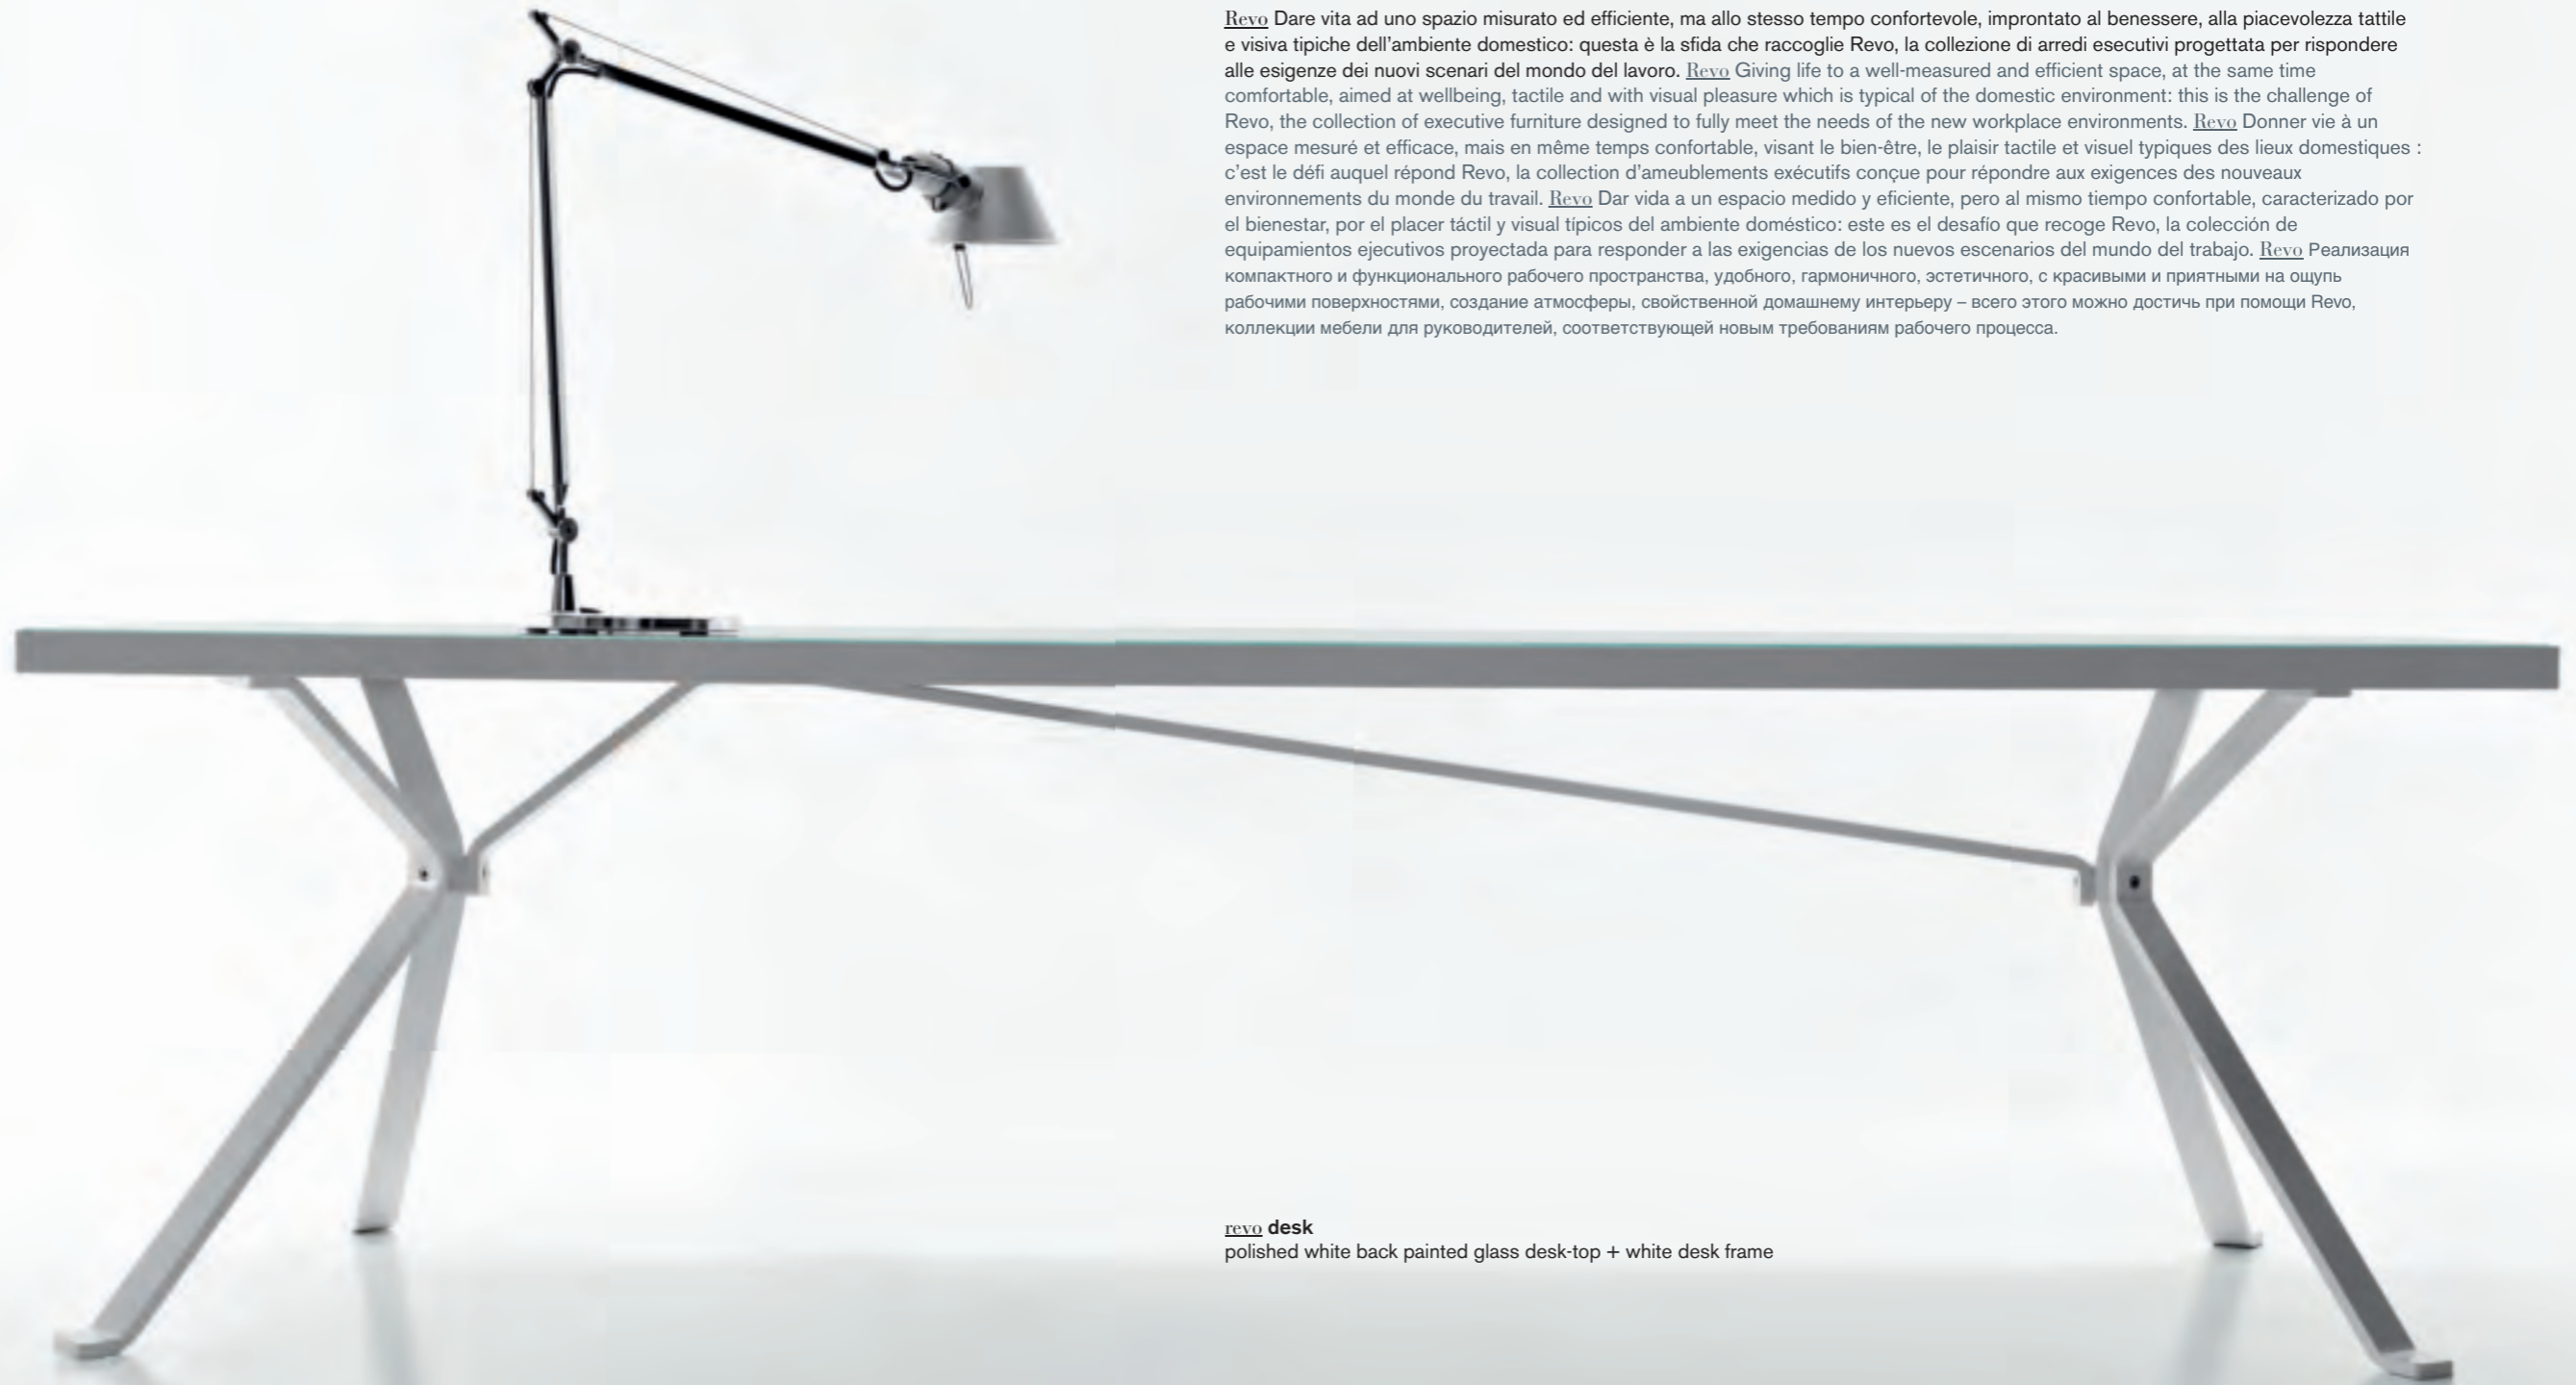 Revo Dare vita ad uno spazio misurato ed efficiente, ma allo stesso tempo confortevole, improntato al benessere, alla piacevolezza tattile
e visiva tipiche dell'ambiente domestico: questa è la sfida che raccoglie Revo, la collezione di arredi esecutivi progettata per rispondere
alle esigenze dei nuovi scenari del mondo del lavoro. Revo Giving life to a well-measured and efficient space, at the same time
comfortable, aimed at wellbeing, tactile and with visual pleasure which is typical of the domestic environment: this is the challenge of
Revo, the collection of executive furniture designed to fully meet the needs of the new workplace environments. Revo Donner vie à un
espace mesuré et efficace, mais en même temps confortable, visant le bien-être, le plaisir tactile et visuel typiques des lieux domestiques :
c'est le défi auquel répond Revo, la collection d'ameublements exécutifs conçue pour répondre aux exigences des nouveaux
environnements du monde du travail. Revo Dar vida a un espacio medido y eficiente, pero al mismo tiempo confortable, caracterizado por
el bienestar, por el placer táctil y visual típicos del ambiente doméstico: este es el desafío que recoge Revo, la colección de
equipamientos ejecutivos proyectada para responder a las exigencias de los nuevos escenarios del mundo del trabajo. Revo Реализация
компактного и функционального рабочего пространства, удобного, гармоничного, эстетичного, с красивыми и приятными на ощупь
рабочими поверхностями, создание атмосферы, свойственной домашнему интерьеру – всего этого можно достичь при помощи Revo,
коллекции мебели для руководителей, соответствующей новым требованиям рабочего процесса.
revo desk
polished white back painted glass desk-top + white desk frame